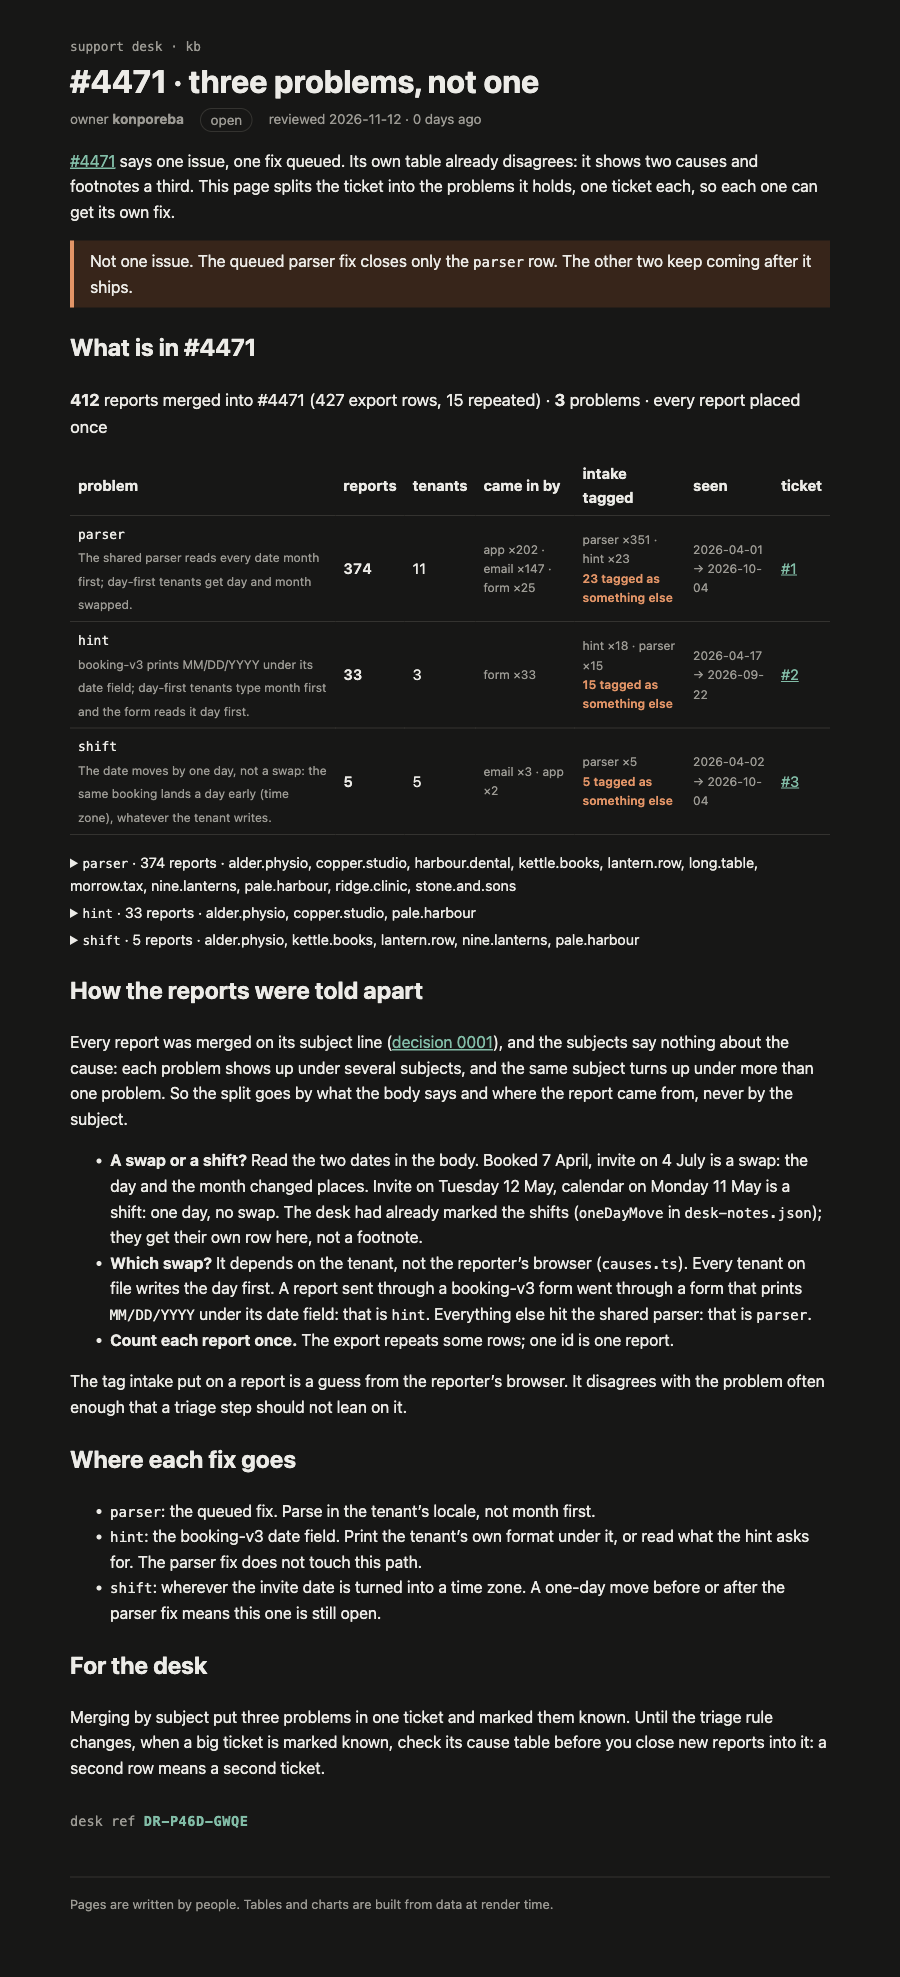 support desk · kb
#4471 · three problems, not one
owner konporeba open reviewed 2026-11-12 · 0 days ago
#4471 says one issue, one fix queued. Its own table already disagrees: it shows two causes and
footnotes a third. This page splits the ticket into the problems it holds, one ticket each, so each one can
get its own fix.
Not one issue. The queued parser fix closes only the parser row. The other two keep coming after it
ships.
What is in #4471
412 reports merged into #4471 (427 export rows, 15 repeated) · 3 problems · every report placed
once
problem reports tenants came in by intake tagged seen ticket
parser
The shared parser reads every date month
first; day-first tenants get day and month
swapped.
374
11
app ×202 ·
email ×147 ·
form ×25
parser ×351 ·
hint ×23
23 tagged as
something else
2026-04-01
→ 2026-10-
04
#1
hint
booking-v3 prints MM/DD/YYYY under its
date field; day-first tenants type month first
and the form reads it day first.
33
3
form ×33
hint ×18 · parser
×15
15 tagged as
something else
2026-04-17
→ 2026-09-
22
#2
shift
The date moves by one day, not a swap: the
same booking lands a day early (time
zone), whatever the tenant writes.
5
5
email ×3 · app
×2
parser ×5
5 tagged as
something else
2026-04-02
→ 2026-10-
04
#3
▶ parser · 374 reports · alder.physio, copper.studio, harbour.dental, kettle.books, lantern.row, long.table,
morrow.tax, nine.lanterns, pale.harbour, ridge.clinic, stone.and.sons
▶ hint · 33 reports · alder.physio, copper.studio, pale.harbour
▶ shift · 5 reports · alder.physio, kettle.books, lantern.row, nine.lanterns, pale.harbour
How the reports were told apart
Every report was merged on its subject line (decision 0001), and the subjects say nothing about the
cause: each problem shows up under several subjects, and the same subject turns up under more than
one problem. So the split goes by what the body says and where the report came from, never by the
subject.
• A swap or a shift? Read the two dates in the body. Booked 7 April, invite on 4 July is a swap: the
day and the month changed places. Invite on Tuesday 12 May, calendar on Monday 11 May is a
shift: one day, no swap. The desk had already marked the shifts (oneDayMove in desk-notes.json);
they get their own row here, not a footnote.
• Which swap? It depends on the tenant, not the reporter’s browser (causes.ts). Every tenant on
file writes the day first. A report sent through a booking-v3 form went through a form that prints
MM/DD/YYYY under its date field: that is hint. Everything else hit the shared parser: that is parser.
• Count each report once. The export repeats some rows; one id is one report.
The tag intake put on a report is a guess from the reporter’s browser. It disagrees with the problem often
enough that a triage step should not lean on it.
Where each fix goes
• parser: the queued fix. Parse in the tenant’s locale, not month first.
• hint: the booking-v3 date field. Print the tenant’s own format under it, or read what the hint asks
for. The parser fix does not touch this path.
• shift: wherever the invite date is turned into a time zone. A one-day move before or after the
parser fix means this one is still open.
For the desk
Merging by subject put three problems in one ticket and marked them known. Until the triage rule
changes, when a big ticket is marked known, check its cause table before you close new reports into it: a
second row means a second ticket.
desk ref DR-P46D-GWQE
Pages are written by people. Tables and charts are built from data at render time.